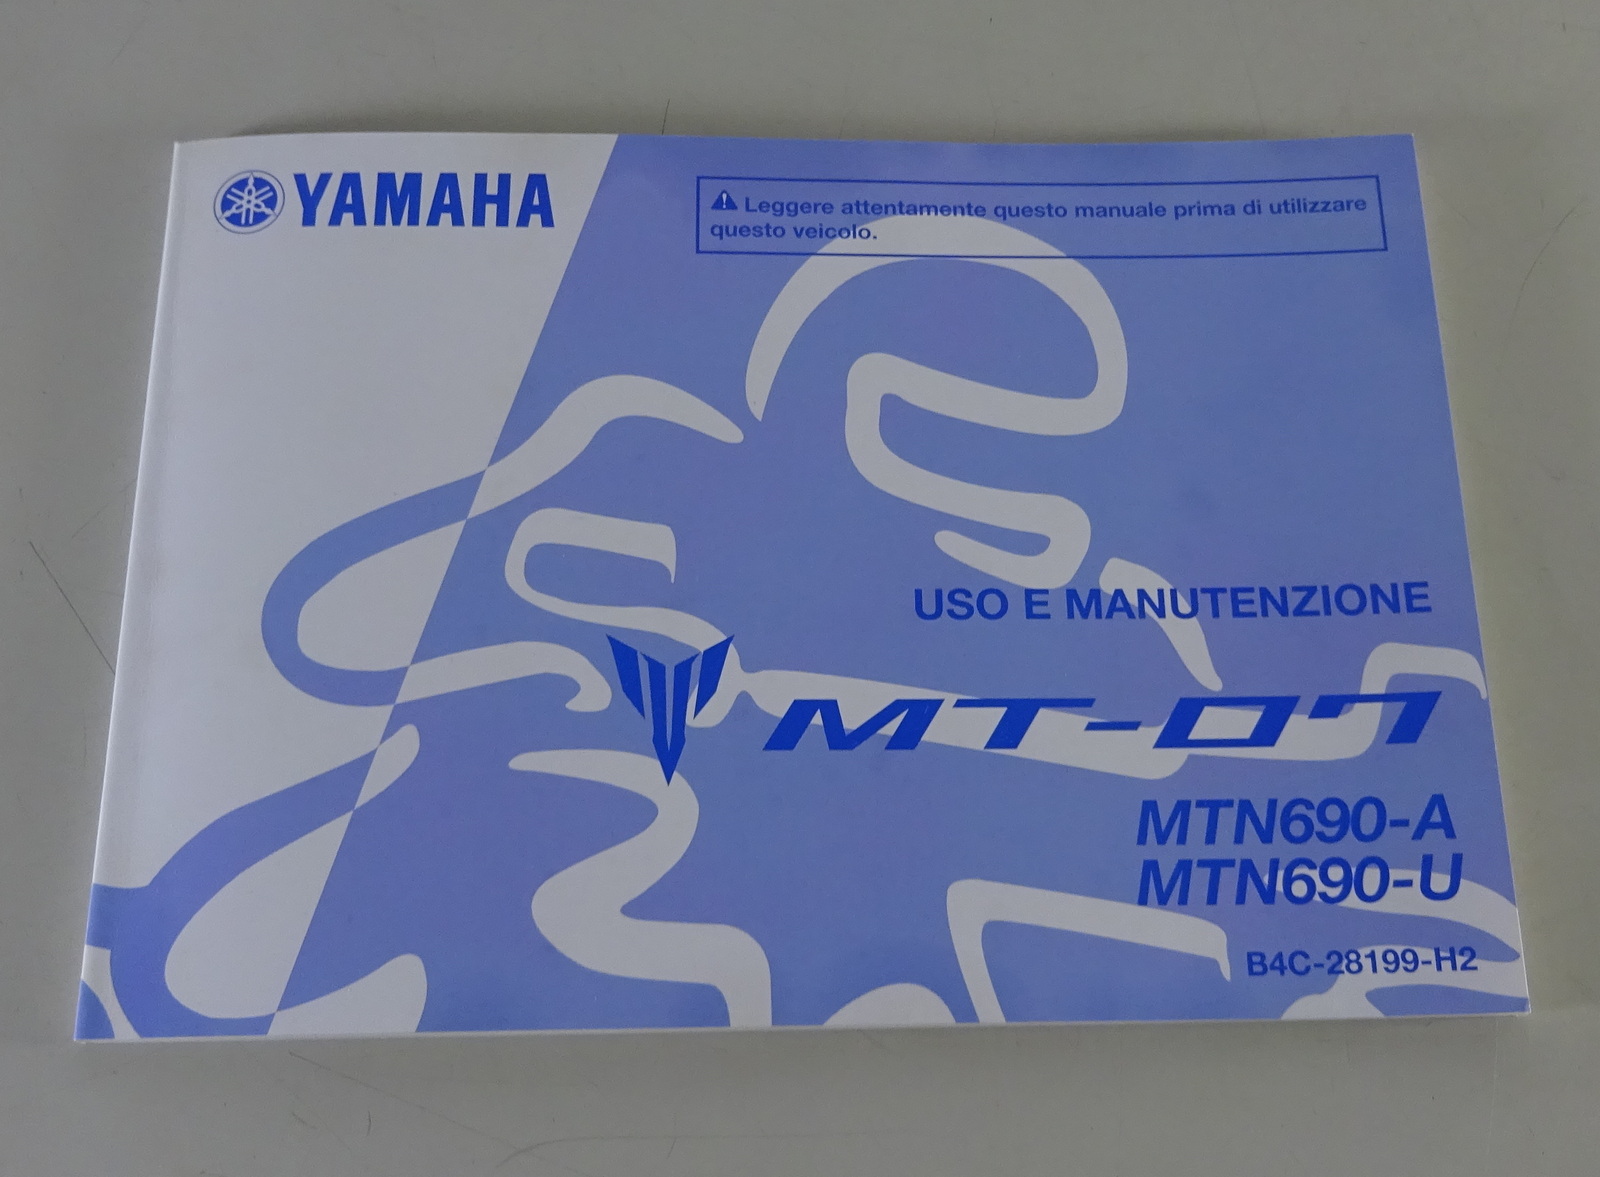 YAMAHA
⚠ Leggere attentamente questo manuale prima di utilizzare
questo veicolo.
USO E MANUTENZIONE
MT-07
MTN690-A
MTN690-U
B4C-28199-H2